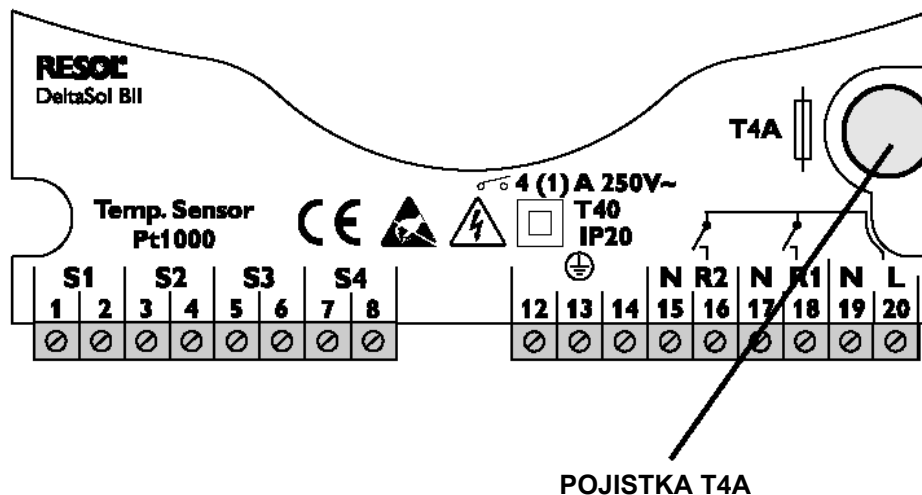 RESOL®
DeltaSol BII
T4A
4 (1) A 250V~
Temp. Sensor
Pt1000
CE
T40
IP20
S1 S2 S3 S4
N R2 N R1 N L
1 2 3 4 5 6 7 8 12 13 14 15 16 17 18 19 20
POJISTKA T4A